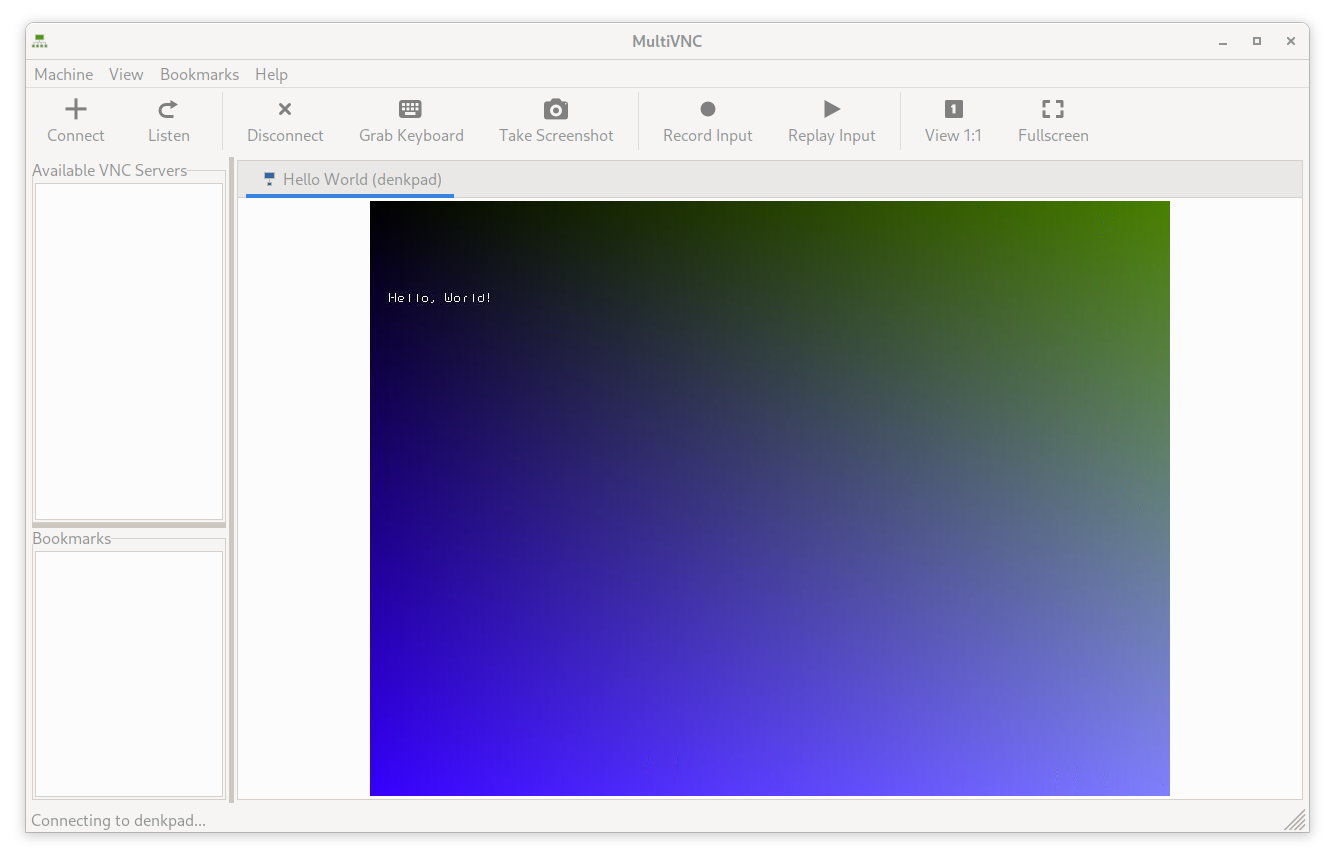 MultiVNC
Machine View Bookmarks Help
Connect Listen Disconnect Grab Keyboard Take Screenshot Record Input Replay Input 1 View 1:1 Fullscreen
Available VNC Servers
Hello World (denkpad)
Hello, World!
Bookmarks
Connecting to denkpad...